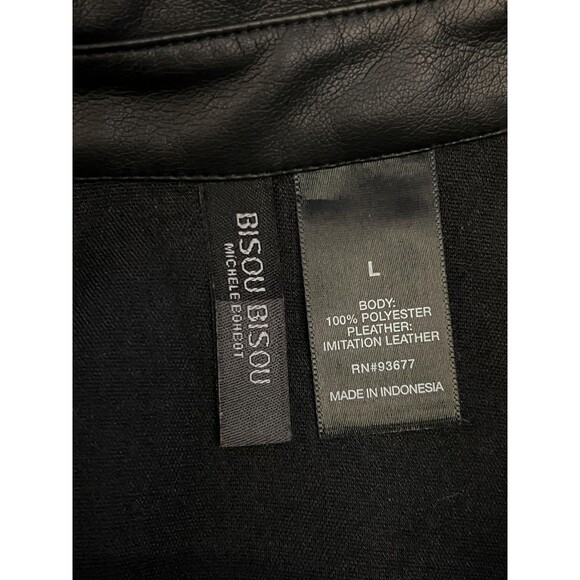 BISOU BISOU
MICHELE BOHBOT
L
BODY:
100% POLYESTER
PLEATHER:
IMITATION LEATHER
RN#93677
MADE IN INDONESIA